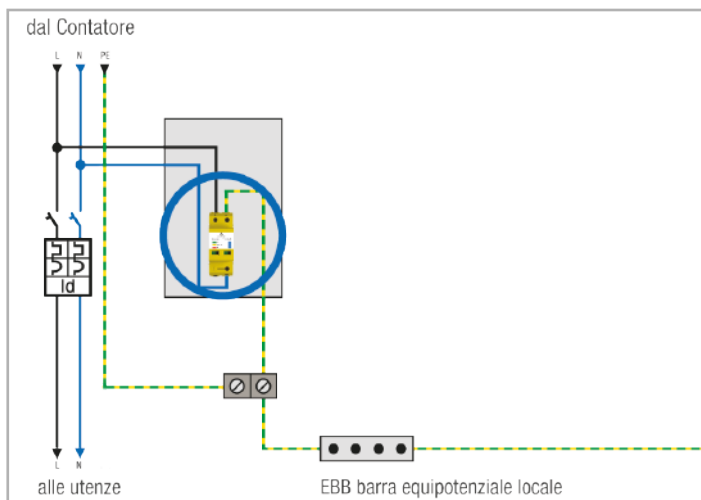 dal Contatore
L N PE
Id
L N
alle utenze
EBB barra equipotenziale locale